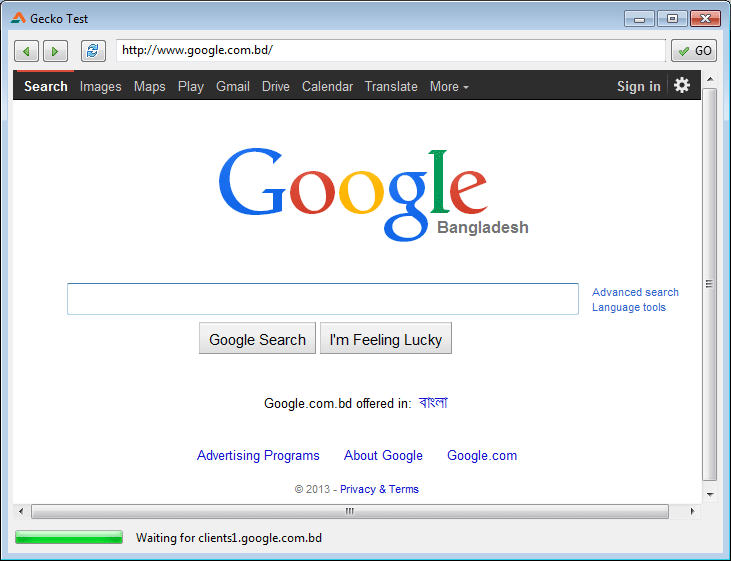 Gecko Test
http://www.google.com.bd/ GO
Search Images Maps Play Gmail Drive Calendar Translate More Sign in
Google
Bangladesh
Advanced search
Language tools
Google Search I'm Feeling Lucky
Google.com.bd offered in: বাংলা
Advertising Programs About Google Google.com
© 2013 - Privacy & Terms
Waiting for clients1.google.com.bd